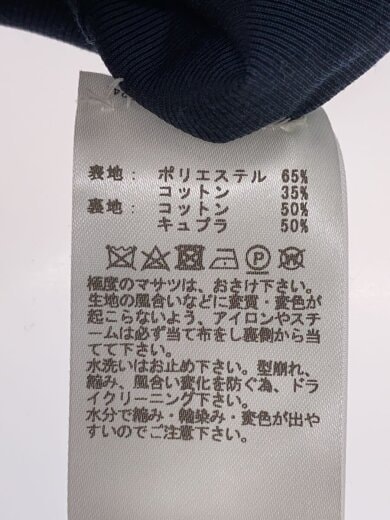 表地： ポリエステル 65%
コットン 35%
裏地： コットン 50%
キュプラ 50%
P W
極度のマサツは、おさけ下さい。
生地の風合いなどに変質・変色が
起こらないよう、アイロンやスチ
ームは必ず当て布をし裏側から当
てて下さい。
水洗いはお止め下さい。型崩れ、
縮み、風合い変化を防ぐ為、ドラ
イクリーニング下さい。
水分で縮み・輪染み・変色が出や
すいのでご注意下さい。